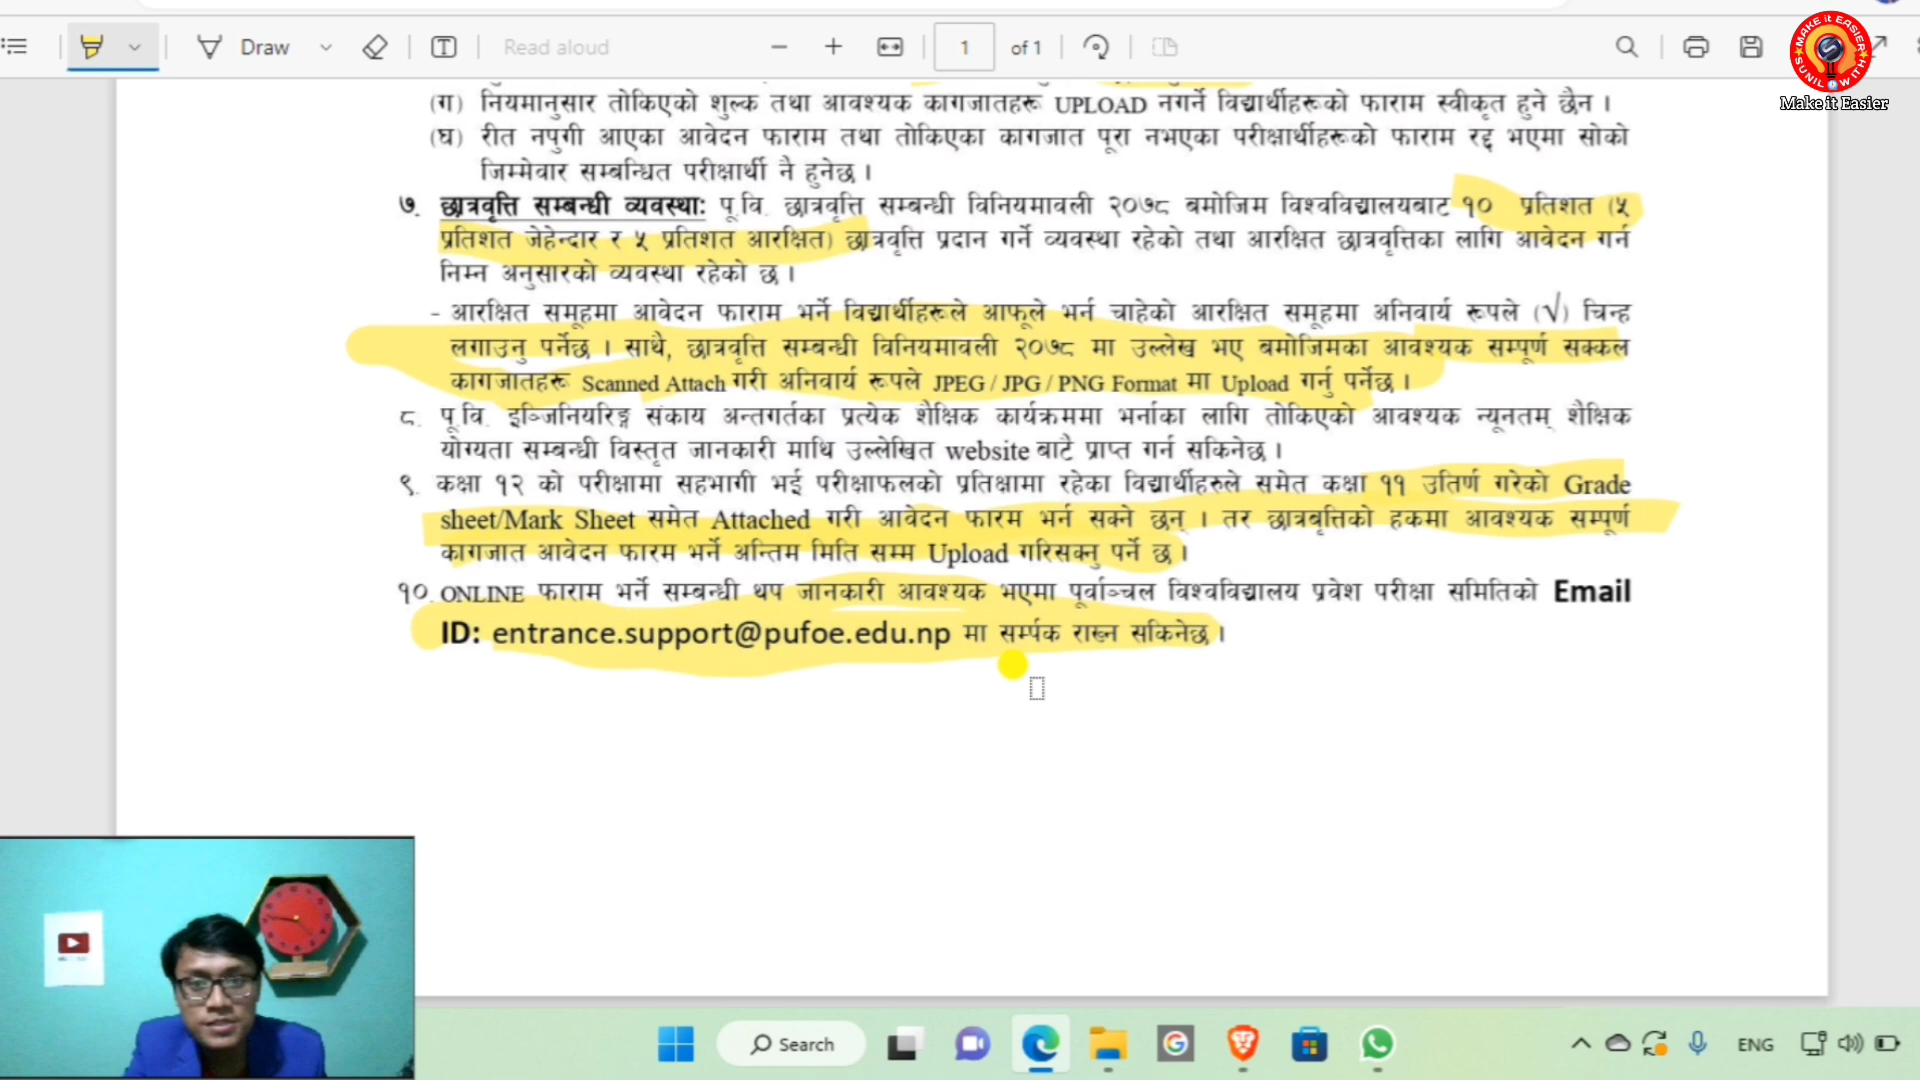 Draw
Read aloud
1 of 1
MAKE iT EASIER
SUNIL WITH
Make it Easier
(ग) नियमानुसार तोकिएको शुल्क तथा आवश्यक कागजातहरू UPLOAD नगर्ने विद्यार्थीहरूको फाराम स्वीकृत हुने छैन ।
(घ) रीत नपुगी आएका आवेदन फाराम तथा तोकिएका कागजात पूरा नभएका परीक्षार्थीहरूको फाराम रद्द भएमा सोको
जिम्मेवार सम्बन्धित परीक्षार्थी नै हुनेछ ।
७. छात्रवृत्ति सम्बन्धी व्यवस्था: पू.वि. छात्रवृत्ति सम्बन्धी विनियमावली २०७८ बमोजिम विश्वविद्यालयबाट १० प्रतिशत (५
प्रतिशत जेहेन्दार र ५ प्रतिशत आरक्षित) छात्रवृत्ति प्रदान गर्ने व्यवस्था रहेको तथा आरक्षित छात्रवृत्तिका लागि आवेदन गर्न
निम्न अनुसारको व्यवस्था रहेको छ ।
- आरक्षित समूहमा आवेदन फाराम भर्ने विद्यार्थीहरूले आफूले भर्न चाहेको आरक्षित समूहमा अनिवार्य रूपले (√) चिन्ह
लगाउनु पर्नेछ । साथै, छात्रवृत्ति सम्बन्धी विनियमावली २०७८ मा उल्लेख भए बमोजिमका आवश्यक सम्पूर्ण सक्कल
कागजातहरू Scanned Attach गरी अनिवार्य रूपले JPEG / JPG / PNG Format मा Upload गर्नु पर्नेछ ।
८. पू.वि. इञ्जिनियरिङ्ग संकाय अन्तगर्तका प्रत्येक शैक्षिक कार्यक्रममा भर्नाका लागि तोकिएको आवश्यक न्यूनतम् शैक्षिक
योग्यता सम्बन्धी विस्तृत जानकारी माथि उल्लेखित website बाटै प्राप्त गर्न सकिनेछ ।
९. कक्षा १२ को परीक्षामा सहभागी भई परीक्षाफलको प्रतिक्षामा रहेका विद्यार्थीहरुले समेत कक्षा ११ उतिर्ण गरेको Grade
sheet/Mark Sheet समेत Attached गरी आवेदन फारम भर्न सक्ने छन् । तर छात्रबृत्तिको हकमा आवश्यक सम्पूर्ण
कागजात आवेदन फारम भर्ने अन्तिम मिति सम्म Upload गरिसक्नु पर्ने छ ।
१०. ONLINE फाराम भर्ने सम्बन्धी थप जानकारी आवश्यक भएमा पूर्वाञ्चल विश्वविद्यालय प्रवेश परीक्षा समितिको Email
ID: entrance.support@pufoe.edu.np मा सर्म्पक राख्न सकिनेछ ।
Search
ENG